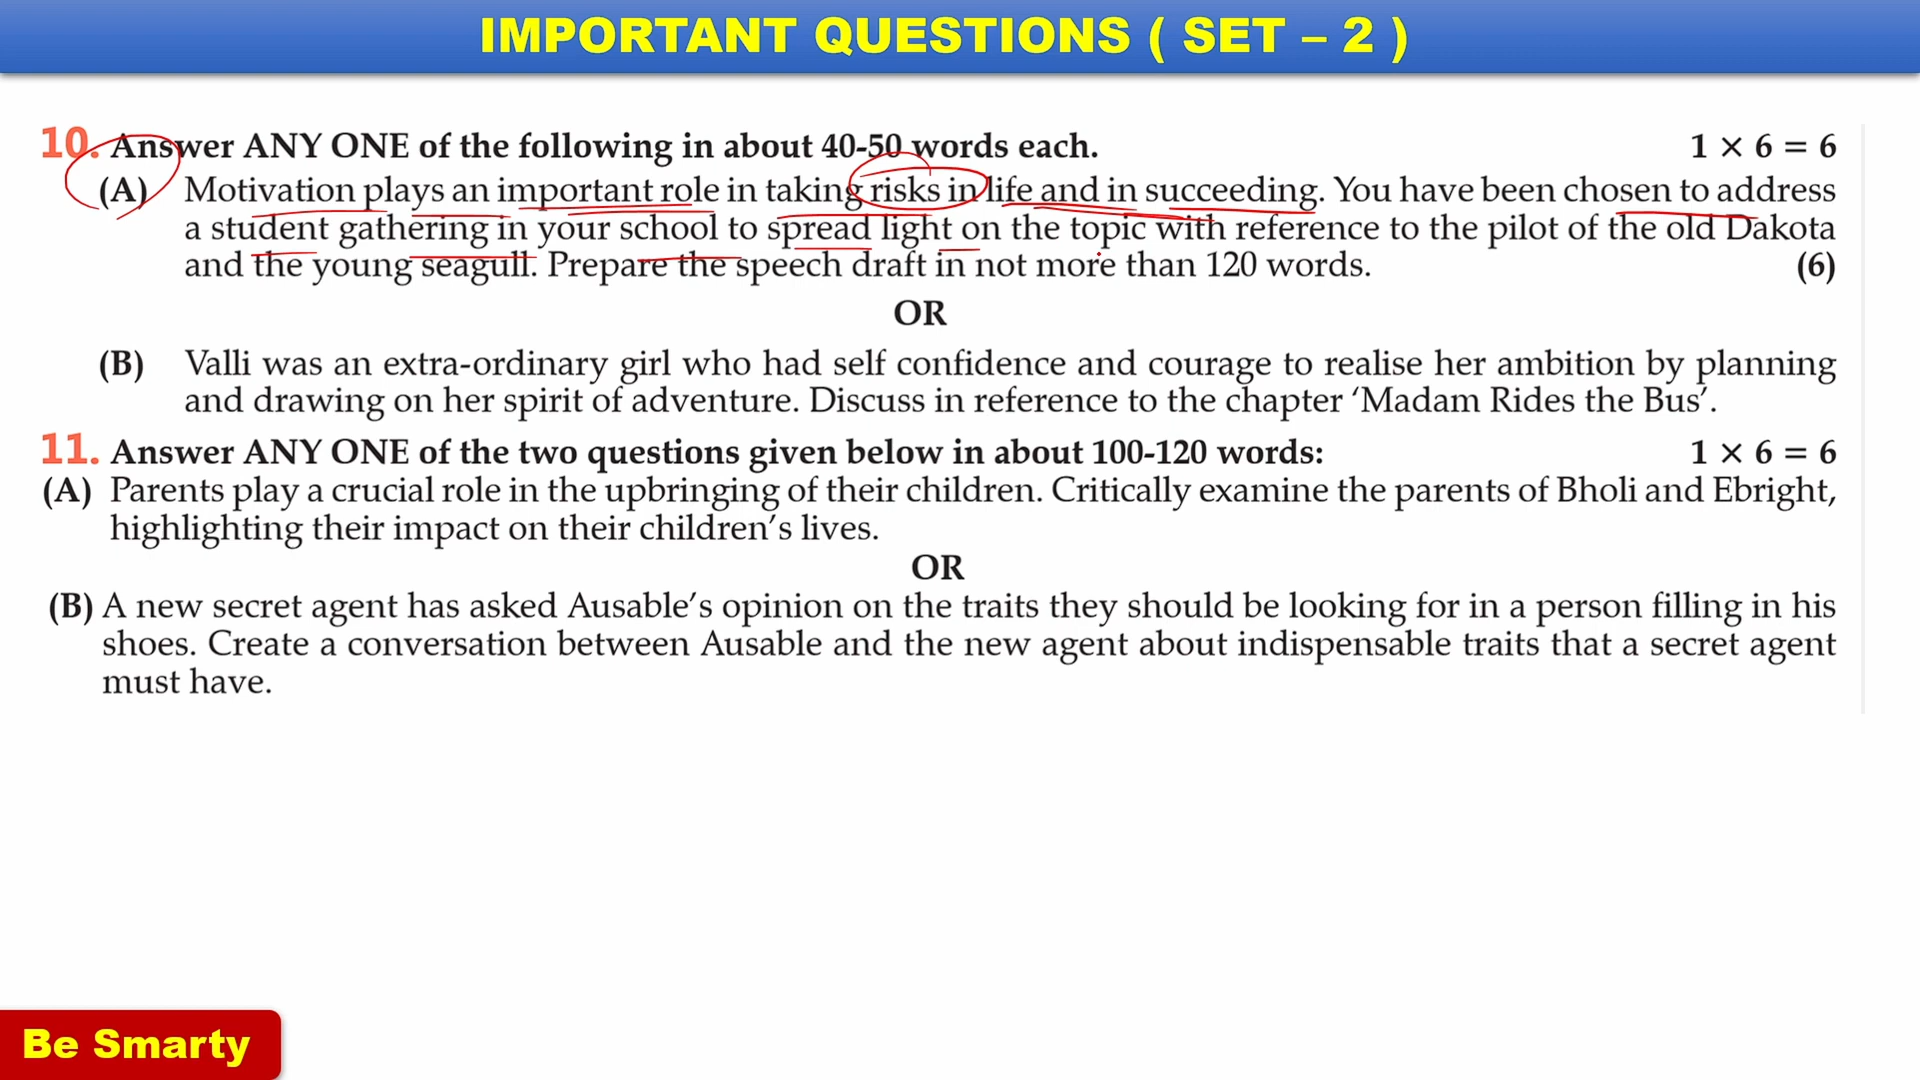 IMPORTANT QUESTIONS ( SET – 2 )
10. Answer ANY ONE of the following in about 40-50 words each. 1 × 6 = 6
(A) Motivation plays an important role in taking risks in life and in succeeding. You have been chosen to address
a student gathering in your school to spread light on the topic with reference to the pilot of the old Dakota
and the young seagull. Prepare the speech draft in not more than 120 words. (6)
OR
(B) Valli was an extra-ordinary girl who had self confidence and courage to realise her ambition by planning
and drawing on her spirit of adventure. Discuss in reference to the chapter ‘Madam Rides the Bus’.
11. Answer ANY ONE of the two questions given below in about 100-120 words: 1 × 6 = 6
(A) Parents play a crucial role in the upbringing of their children. Critically examine the parents of Bholi and Ebright,
highlighting their impact on their children’s lives.
OR
(B) A new secret agent has asked Ausable’s opinion on the traits they should be looking for in a person filling in his
shoes. Create a conversation between Ausable and the new agent about indispensable traits that a secret agent
must have.
Be Smarty